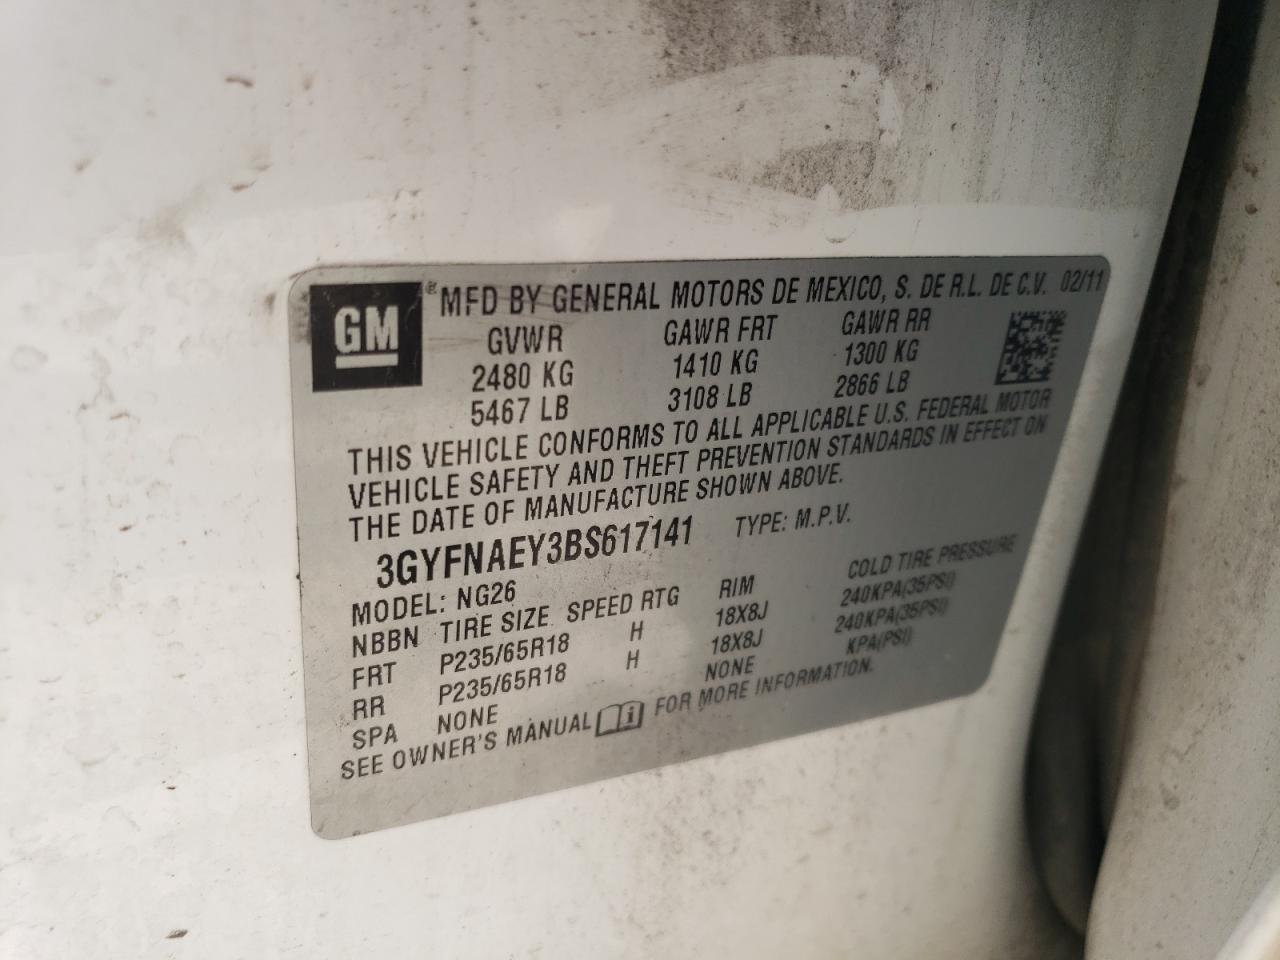 GM ® MFD BY GENERAL MOTORS DE MEXICO, S. DE R.L. DE C.V. 02/11
GVWR GAWR FRT GAWR RR
2480 KG 1410 KG 1300 KG
5467 LB 3108 LB 2866 LB
THIS VEHICLE CONFORMS TO ALL APPLICABLE U.S. FEDERAL MOTOR
VEHICLE SAFETY AND THEFT PREVENTION STANDARDS IN EFFECT ON
THE DATE OF MANUFACTURE SHOWN ABOVE.
3GYFNAEY3BS617141 TYPE: M.P.V.
MODEL: NG26
NBBN TIRE SIZE SPEED RTG RIM COLD TIRE PRESSURE
FRT P235/65R18 H 18X8J 240KPA(35PSI)
RR P235/65R18 H 18X8J 240KPA(35PSI)
SPA NONE NONE KPA(PSI)
SEE OWNER'S MANUAL i FOR MORE INFORMATION.